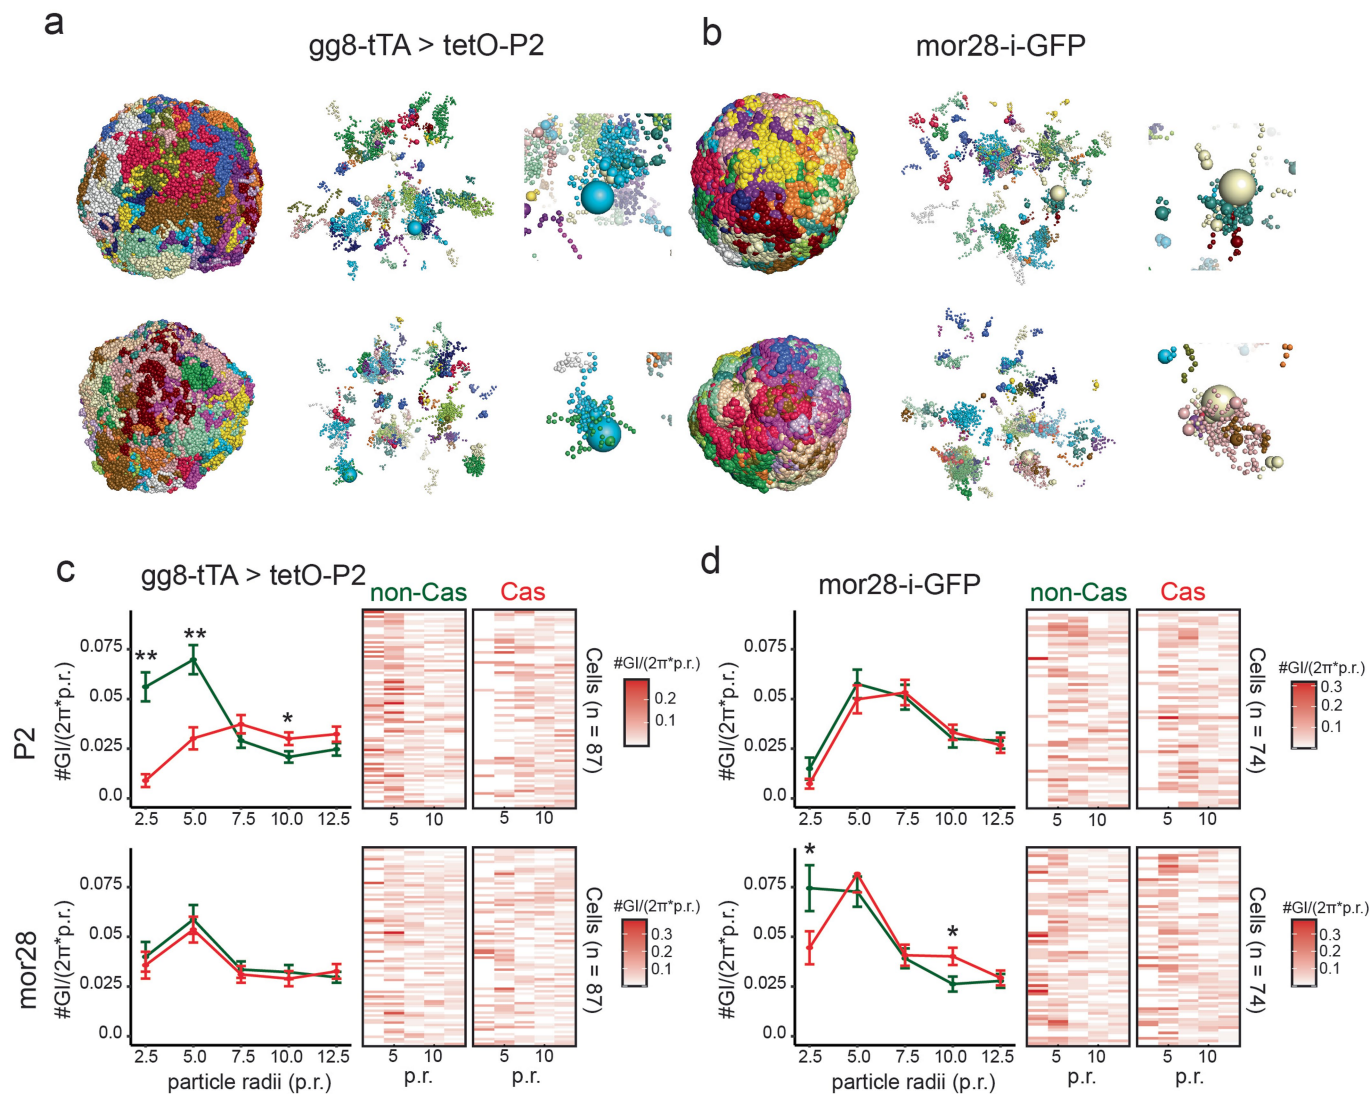 a
gg8-tTA > tetO-P2
b
mor28-i-GFP
c
gg8-tTA > tetO-P2
non-Cas
Cas
d
mor28-i-GFP
non-Cas
Cas
P2
#GI/(2π*p.r.)
0.075
0.05
0.025
0.0
**
**
*
2.5 5.0 7.5 10.0 12.5
5 10
5 10
Cells (n = 87)
#GI/(2π*p.r.)
0.2
0.1
#GI/(2π*p.r.)
0.075
0.05
0.025
0.0
2.5 5.0 7.5 10.0 12.5
5 10
5 10
Cells (n = 74)
#GI/(2π*p.r.)
0.3
0.2
0.1
mor28
#GI/(2π*p.r.)
0.075
0.05
0.025
0.0
2.5 5.0 7.5 10.0 12.5
particle radii (p.r.)
5 10
p.r.
5 10
p.r.
Cells (n = 87)
#GI/(2π*p.r.)
0.3
0.2
0.1
#GI/(2π*p.r.)
0.075
0.05
0.025
0.0
*
*
2.5 5.0 7.5 10.0 12.5
particle radii (p.r.)
5 10
p.r.
5 10
p.r.
Cells (n = 74)
#GI/(2π*p.r.)
0.3
0.2
0.1